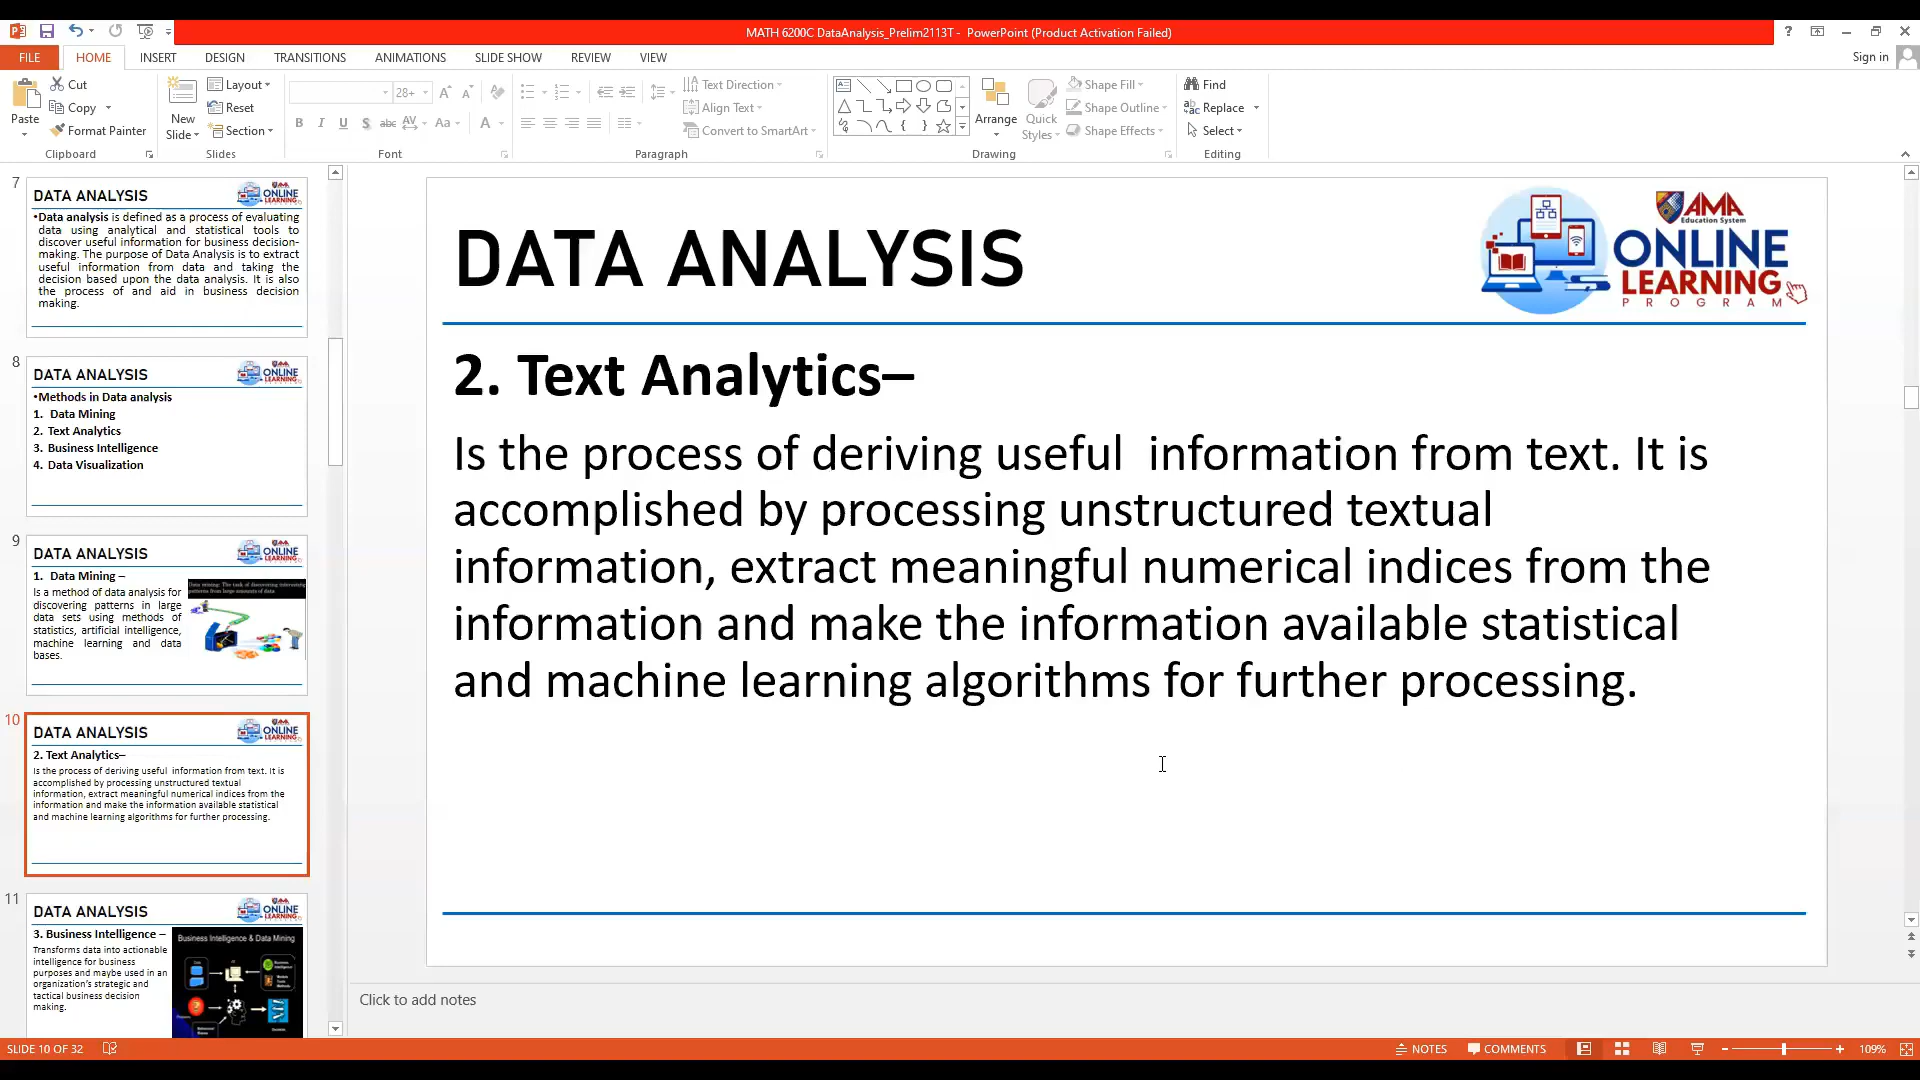 MATH 6200C DataAnalysis_Prelim2113T - PowerPoint (Product Activation Failed)
FILE HOME INSERT DESIGN TRANSITIONS ANIMATIONS SLIDE SHOW REVIEW VIEW Sign in
Paste
Cut
Copy
Format Painter
Clipboard
New
Slide
Layout
Reset
Section
Slides
28+
Font
Text Direction
Align Text
Convert to SmartArt
Paragraph
Arrange
Quick
Styles
Shape Fill
Shape Outline
Shape Effects
Drawing
Find
Replace
Select
Editing
7
DATA ANALYSIS
ONLINE
•Data analysis is defined as a process of evaluating
data using analytical and statistical tools to
discover useful information for business decision-
making. The purpose of Data Analysis is to extract
useful information from data and taking the
decision based upon the data analysis. It is also
the process of and aid in business decision
making.
8
DATA ANALYSIS
ONLINE
•Methods in Data analysis
1. Data Mining
2. Text Analytics
3. Business Intelligence
4. Data Visualization
9
DATA ANALYSIS
ONLINE
1. Data Mining –
Is a method of data analysis for
discovering patterns in large
data sets using methods of
statistics, artificial intelligence,
machine learning and data
bases.
Data mining: The task of discovering interesting
patterns from large amounts of data
10
DATA ANALYSIS
ONLINE
2. Text Analytics–
Is the process of deriving useful information from text. It is
accomplished by processing unstructured textual
information, extract meaningful numerical indices from the
information and make the information available statistical
and machine learning algorithms for further processing.
11
DATA ANALYSIS
ONLINE
3. Business Intelligence –
Transforms data into actionable
intelligence for business
purposes and maybe used in an
organization's strategic and
tactical business decision
making.
Business Intelligence & Data Mining
DATA ANALYSIS
AMA
Education System
ONLINE
LEARNING
PROGRAM
2. Text Analytics–
Is the process of deriving useful information from text. It is
accomplished by processing unstructured textual
information, extract meaningful numerical indices from the
information and make the information available statistical
and machine learning algorithms for further processing.
Click to add notes
SLIDE 10 OF 32
NOTES
COMMENTS
109%